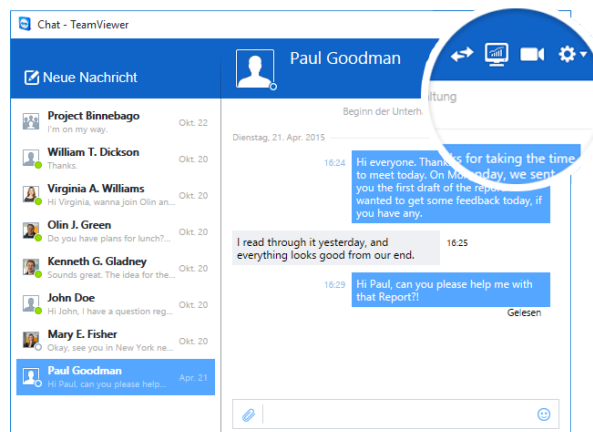 Chat - TeamViewer
Neue Nachricht
Project Binnebago
I'm on my way.
Okt. 22
William T. Dickson
Thanks.
Okt. 20
Virginia A. Williams
Hi Virginia, wanna join Olin an...
Okt. 20
Olin J. Green
Do you have plans for lunch?...
Okt. 20
Kenneth G. Gladney
Sounds great. The idea for the...
Okt. 20
John Doe
Hi John, I have a question reg...
Okt. 20
Mary E. Fisher
Okay, see you in New York ne...
Okt. 20
Paul Goodman
Hi Paul, can you please help...
Apr. 21
Paul Goodman
Beginn der Unterhaltung
Dienstag, 21. Apr. 2015
16:24
Hi everyone. Thanks for taking the time
to meet today. On Monday, we sent
you the first draft of the report
wanted to get some feedback today, if
you have any.
I read through it yesterday, and
everything looks good from our end.
16:25
16:29
Hi Paul, can you please help me with
that Report?!
Gelesen